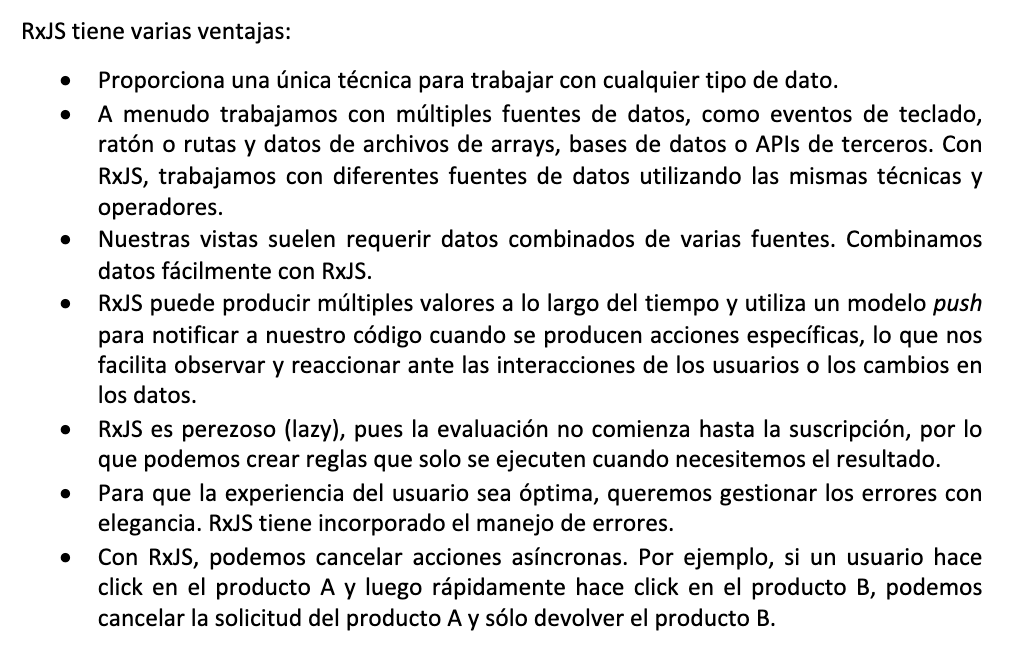 RxJS tiene varias ventajas:
• Proporciona una única técnica para trabajar con cualquier tipo de dato.
• A menudo trabajamos con múltiples fuentes de datos, como eventos de teclado,
ratón o rutas y datos de archivos de arrays, bases de datos o APIs de terceros. Con
RxJS, trabajamos con diferentes fuentes de datos utilizando las mismas técnicas y
operadores.
• Nuestras vistas suelen requerir datos combinados de varias fuentes. Combinamos
datos fácilmente con RxJS.
• RxJS puede producir múltiples valores a lo largo del tiempo y utiliza un modelo push
para notificar a nuestro código cuando se producen acciones específicas, lo que nos
facilita observar y reaccionar ante las interacciones de los usuarios o los cambios en
los datos.
• RxJS es perezoso (lazy), pues la evaluación no comienza hasta la suscripción, por lo
que podemos crear reglas que solo se ejecuten cuando necesitemos el resultado.
• Para que la experiencia del usuario sea óptima, queremos gestionar los errores con
elegancia. RxJS tiene incorporado el manejo de errores.
• Con RxJS, podemos cancelar acciones asíncronas. Por ejemplo, si un usuario hace
click en el producto A y luego rápidamente hace click en el producto B, podemos
cancelar la solicitud del producto A y sólo devolver el producto B.